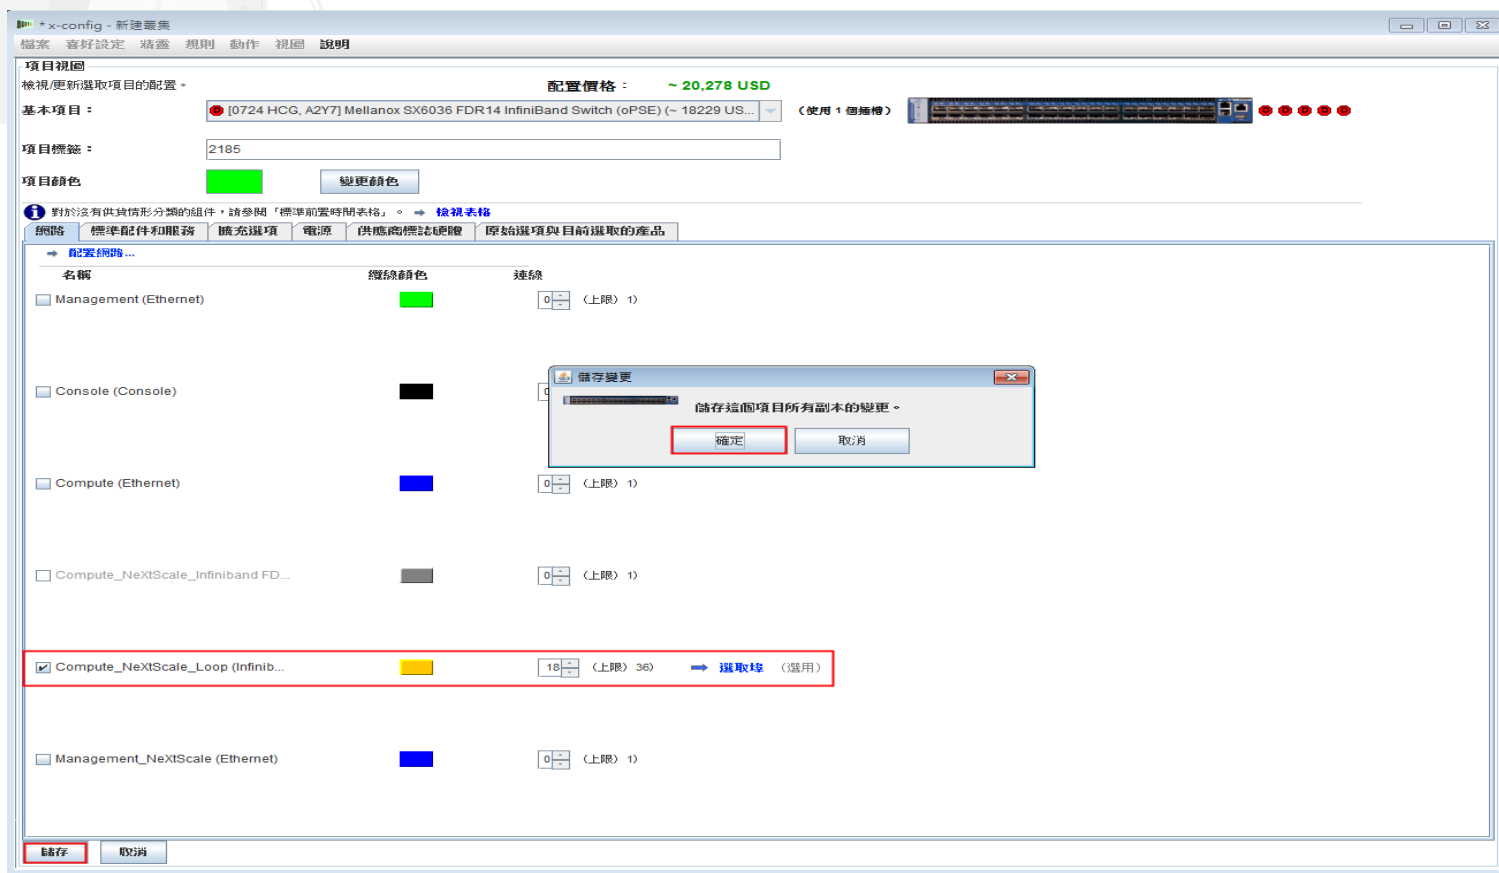 * x-config - 新建叢集
檔案 喜好設定 精靈 規則 動作 視圖 說明
項目視圖
檢視/更新選取項目的配置。 配置價格： ~ 20,278 USD
基本項目： [0724 HCG, A2Y7] Mellanox SX6036 FDR14 InfiniBand Switch (oPSE) (~ 18229 US... （使用 1 個插槽）
項目標籤： 2185
項目顏色 變更顏色
對於沒有供貨情形分類的組件，請參閱「標準前置時間表格」。 檢視表格
網路 標準配件和服務 擴充選項 電源 供應商標誌硬體 原始選項與目前選取的產品
配置網路...
名稱 纜線顏色 連線
Management (Ethernet) 0 （上限） 1)
儲存變更
Console (Console)
儲存這個項目所有副本的變更。
確定 取消
Compute (Ethernet) 0 （上限） 1)
Compute_NeXtScale_Infiniband FD... 0 （上限） 1)
Compute_NeXtScale_Loop (Infinib... 18 （上限） 36) 選取埠 （選用）
Management_NeXtScale (Ethernet) 0 （上限） 1)
儲存 取消